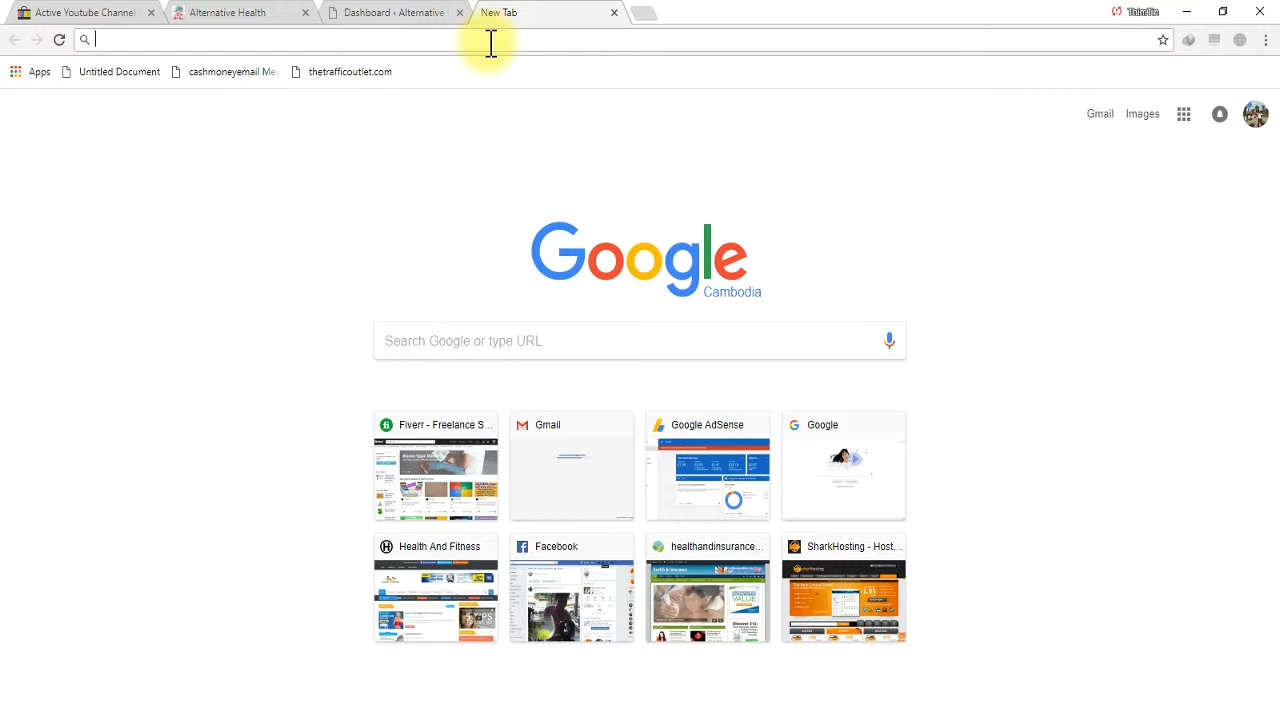 Active Youtube Channel
Alternative Health
Dashboard ‹ Alternative
New Tab
ThimTin
Apps
Untitled Document
cashmoneyemail Me
thetrafficoutlet.com
Gmail
Images
Google
Cambodia
Search Google or type URL
Fiverr - Freelance S...
Gmail
Google AdSense
Google
Health And Fitness
Facebook
healthandinsurance...
SharkHosting - Host...